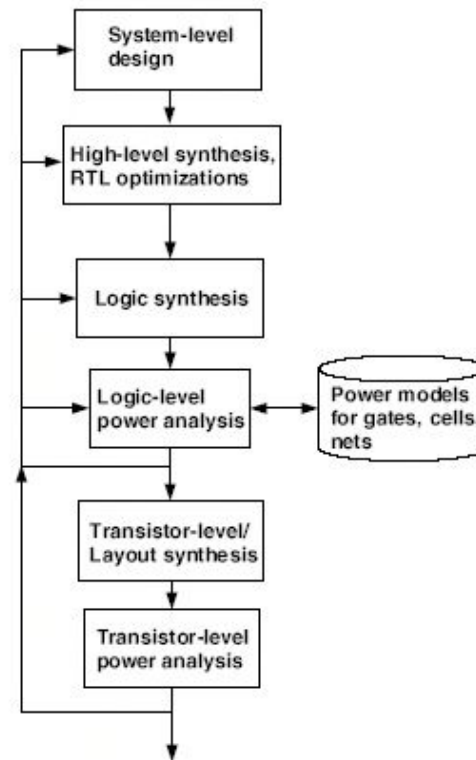 System-level
design
High-level synthesis,
RTL optimizations
Logic synthesis
Logic-level
power analysis
Power models
for gates, cells
nets
Transistor-level/
Layout synthesis
Transistor-level
power analysis